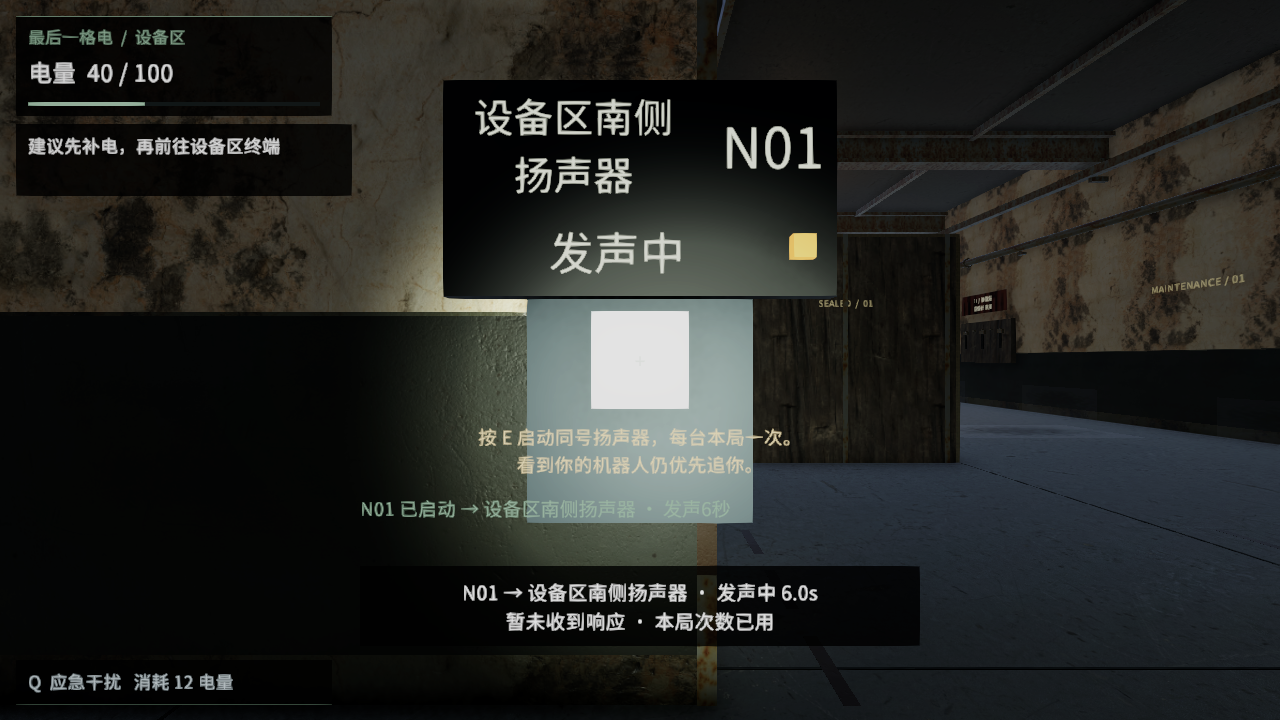 最后一格电 / 设备区
电量 40 / 100
建议先补电，再前往设备区终端
设备区南侧
扬声器
N01
发声中
SEALED / 01
MAINTENANCE / 01
按 E 启动同号扬声器，每台本局一次。
看到你的机器人仍优先追你。
N01 已启动 → 设备区南侧扬声器 · 发声6秒
N01 → 设备区南侧扬声器 · 发声中 6.0s
暂未收到响应 · 本局次数已用
Q 应急干扰 消耗 12 电量